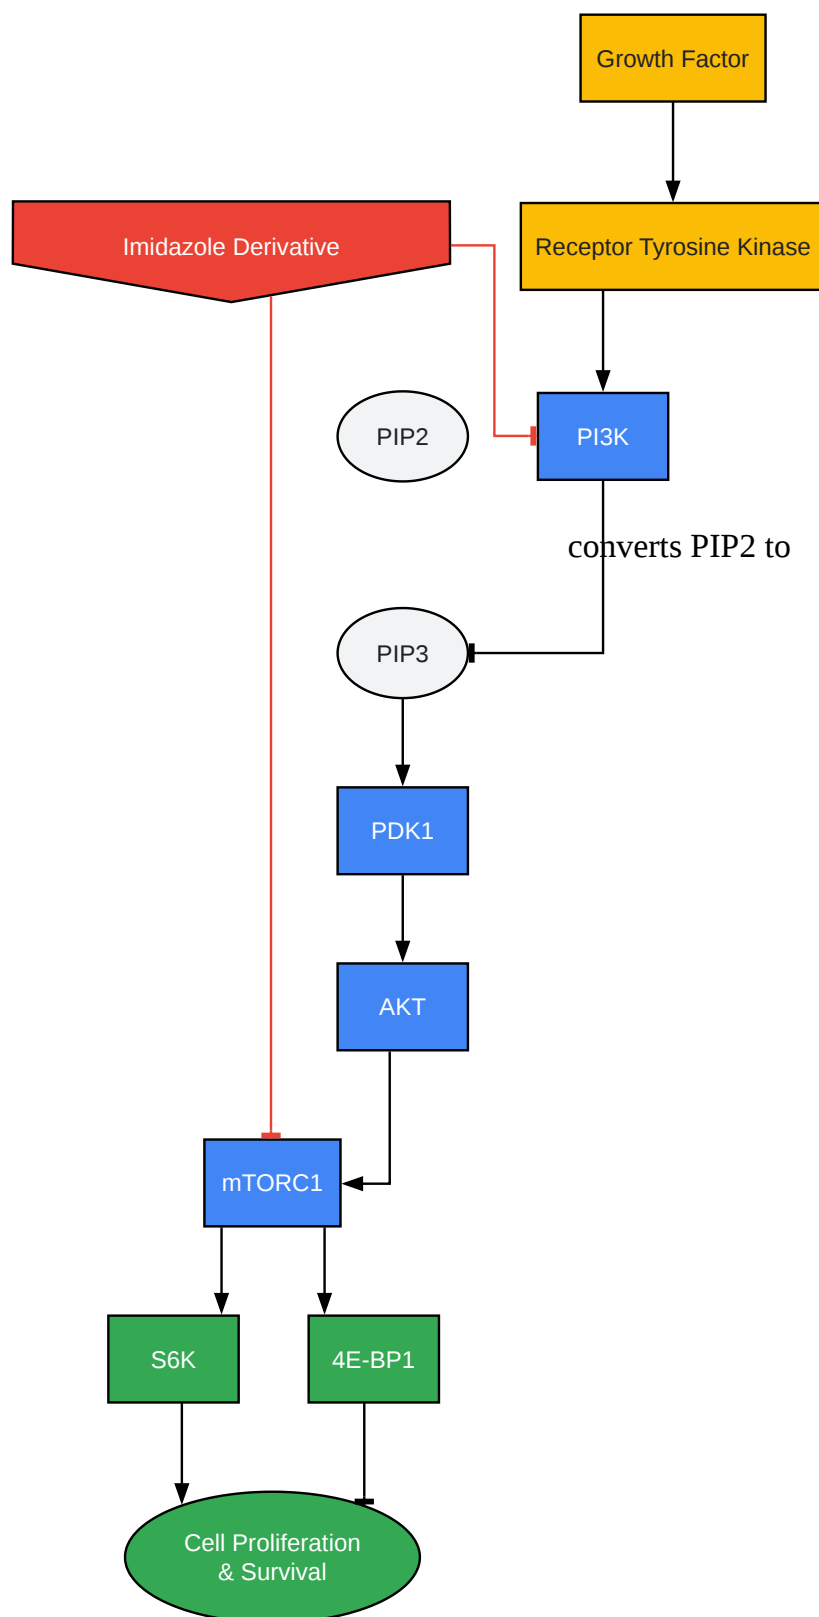 Growth Factor
Imidazole Derivative
Receptor Tyrosine Kinase
PIP2
PI3K
converts PIP2 to
PIP3
PDK1
AKT
mTORC1
S6K
4E-BP1
Cell Proliferation
& Survival